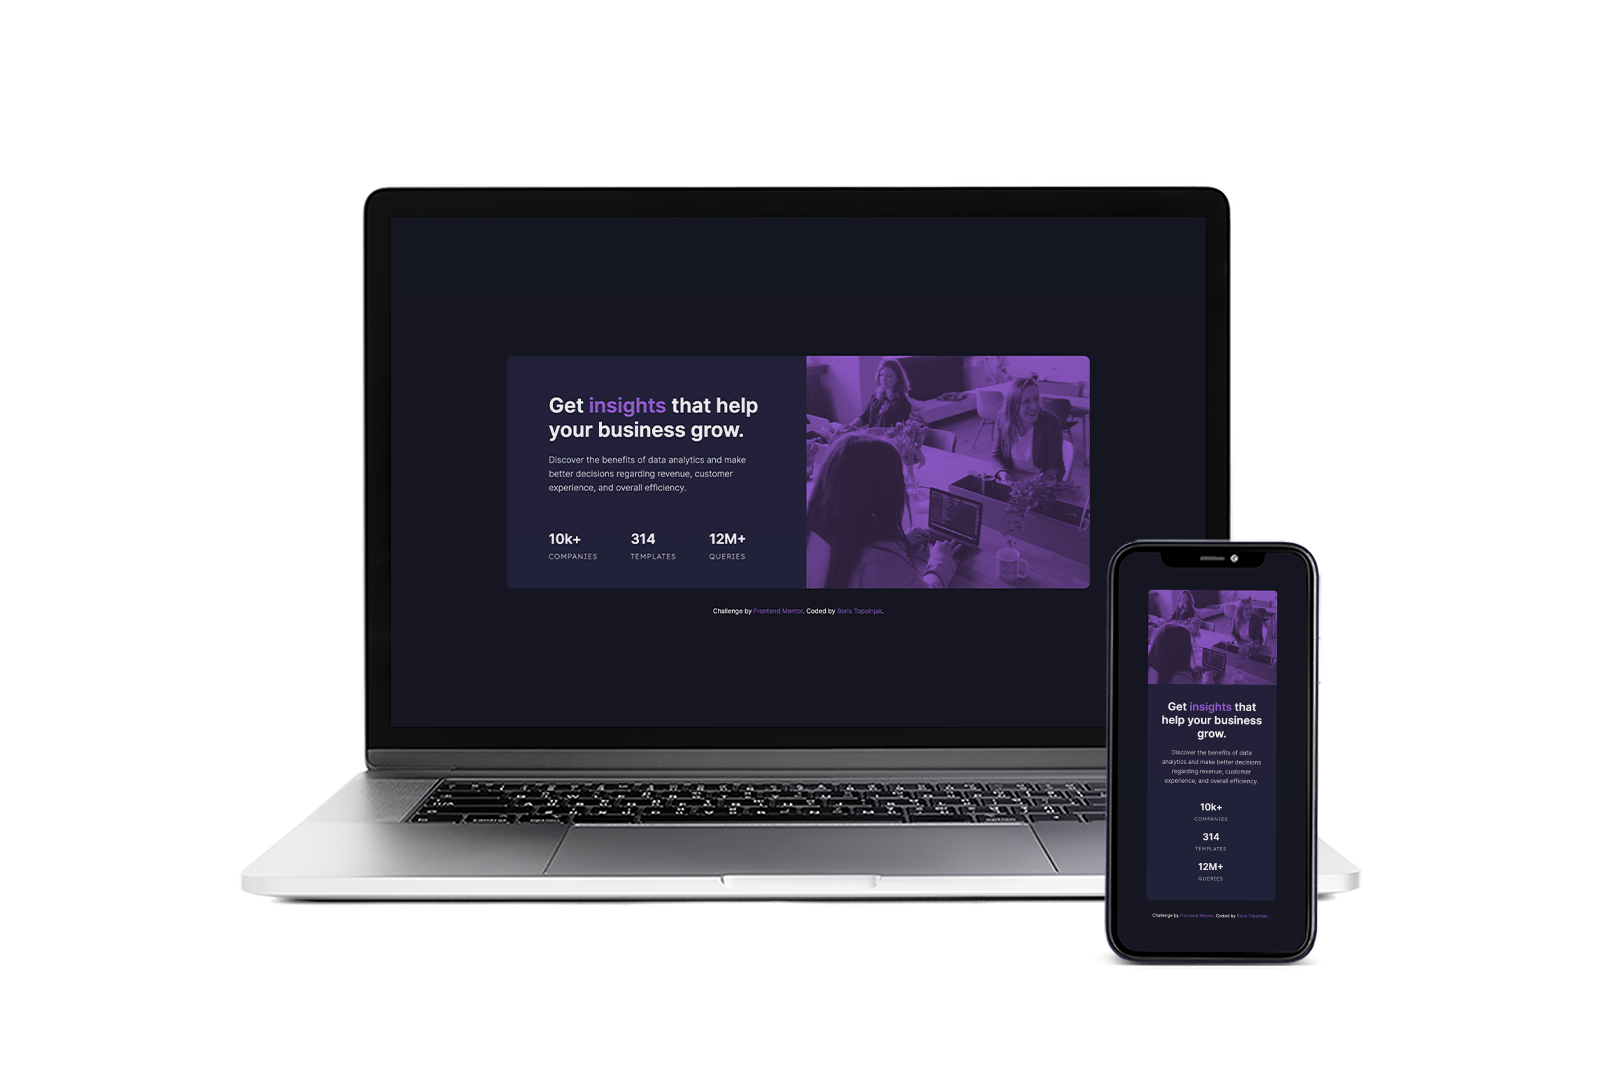 Get insights that help
your business grow.
Discover the benefits of data analytics and make
better decisions regarding revenue, customer
experience, and overall efficiency.
10k+ 314 12M+
COMPANIES TEMPLATES QUERIES
Challenge by Frontend Mentor. Coded by Boris Topolnjak.
Get insights that
help your business
grow.
Discover the benefits of data
analytics and make better decisions
regarding revenue, customer
experience, and overall efficiency.
10k+
COMPANIES
314
TEMPLATES
12M+
QUERIES
Challenge by Frontend Mentor. Coded by Boris Topolnjak.